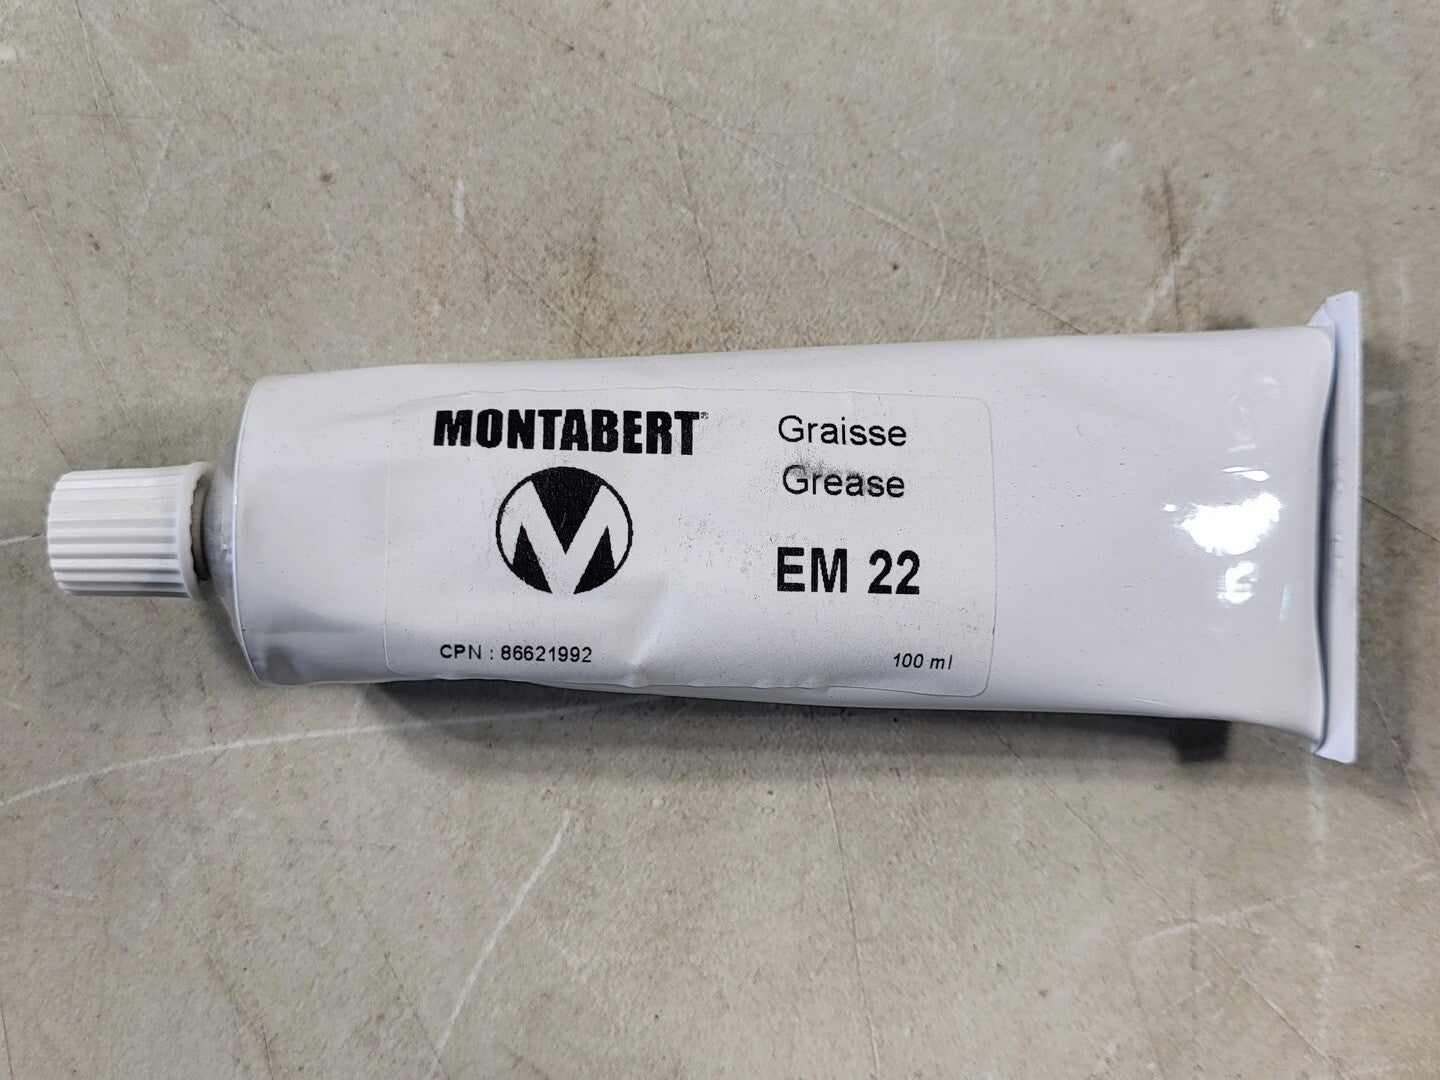 MONTABERT®
Graisse
Grease
EM 22
CPN : 86621992
100 ml